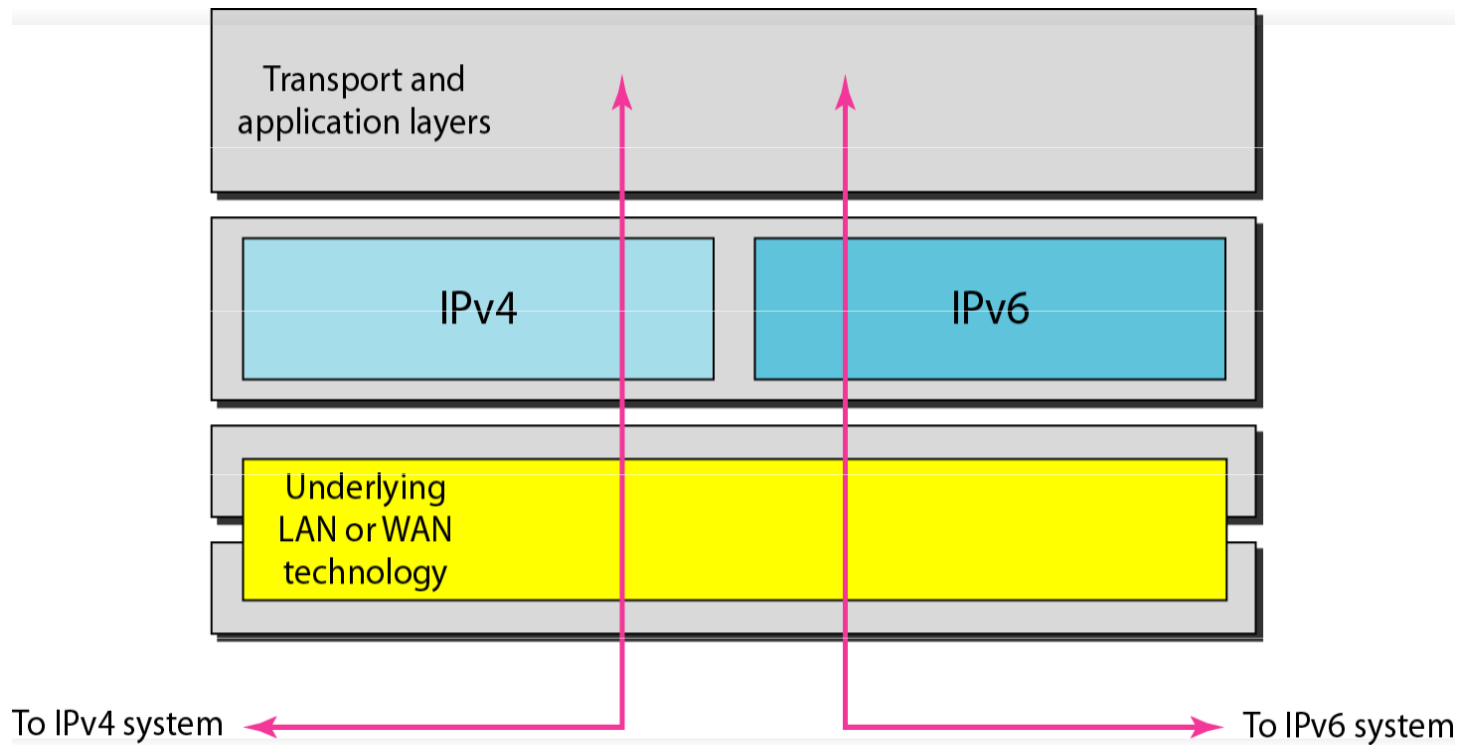 Transport and
application layers
IPv4
IPv6
Underlying
LAN or WAN
technology
To IPv4 system
To IPv6 system